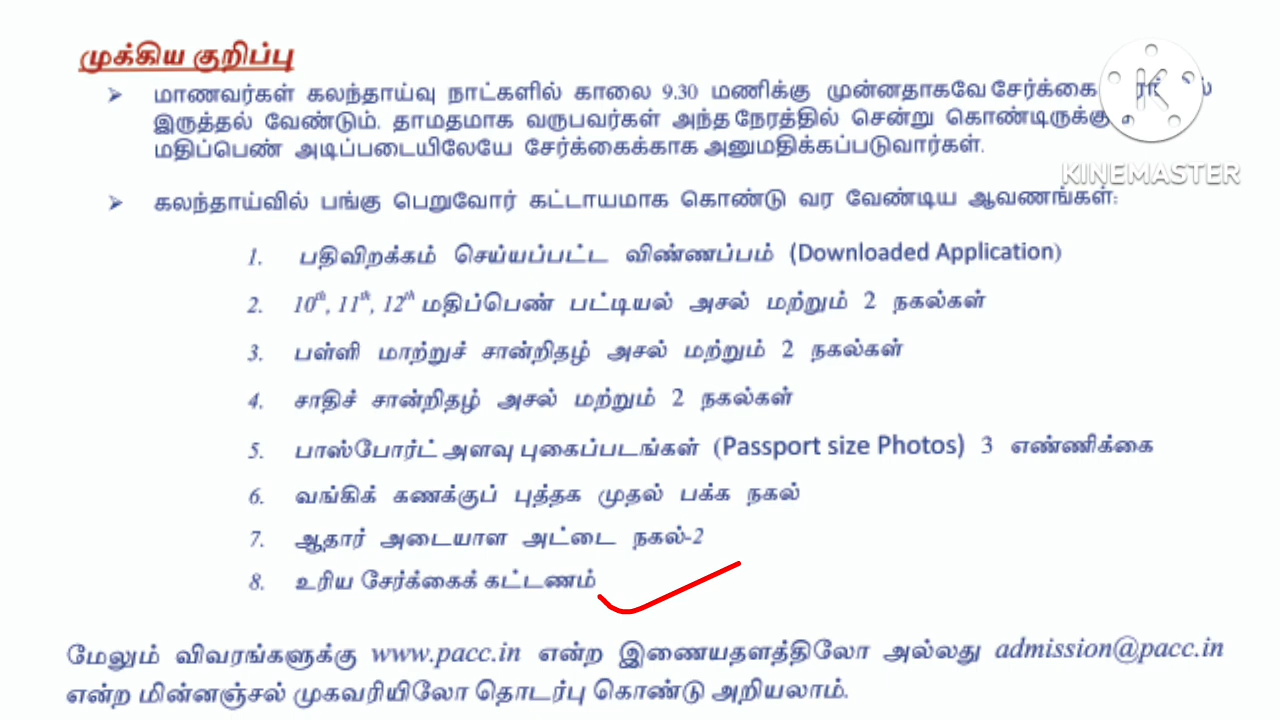 முக்கிய குறிப்பு
➢ மாணவர்கள் கலந்தாய்வு நாட்களில் காலை 9.30 மணிக்கு முன்னதாகவே சேர்க்கை
இருத்தல் வேண்டும். தாமதமாக வருபவர்கள் அந்த நேரத்தில் சென்று
மதிப்பெண் அடிப்படையிலேயே சேர்க்கைக்காக அனுமதிக்கப்படுவார்கள்.
K
KINEMASTER
➢ கலந்தாய்வில் பங்கு பெறுவோர் கட்டாயமாக கொண்டு வர வேண்டிய ஆவணங்கள்:
1. பதிவிறக்கம் செய்யப்பட்ட விண்ணப்பம் (Downloaded Application)
2. 10th, 11th, 12th மதிப்பெண் பட்டியல் அசல் மற்றும் 2 நகல்கள்
3. பள்ளி மாற்றுச் சான்றிதழ் அசல் மற்றும் 2 நகல்கள்
4. சாதிச் சான்றிதழ் அசல் மற்றும் 2 நகல்கள்
5. பாஸ்போர்ட் அளவு புகைப்படங்கள் (Passport size Photos) 3 எண்ணிக்கை
6. வங்கிக் கணக்குப் புத்தக முதல் பக்க நகல்
7. ஆதார் அடையாள அட்டை நகல்-2
8. உரிய சேர்க்கைக் கட்டணம்
மேலும் விவரங்களுக்கு www.pacc.in என்ற இணையதளத்திலோ அல்லது admission@pacc.in
என்ற மின்னஞ்சல் முகவரியிலோ தொடர்பு கொண்டு அறியலாம்.